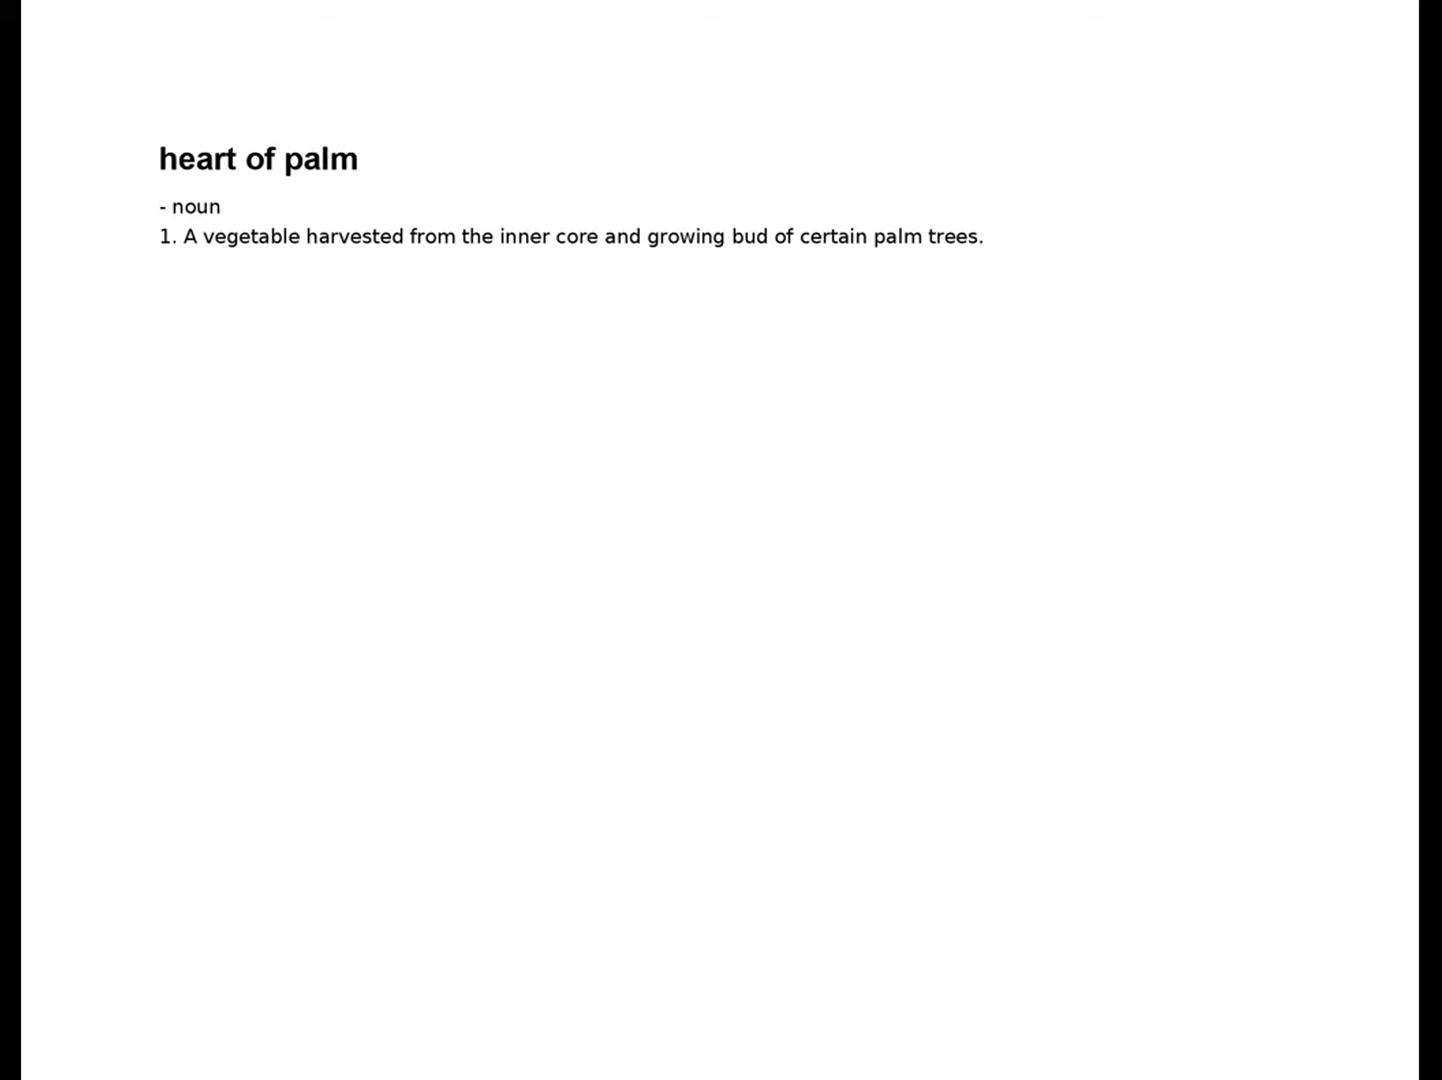 heart of palm
- noun
1. A vegetable harvested from the inner core and growing bud of certain palm trees.